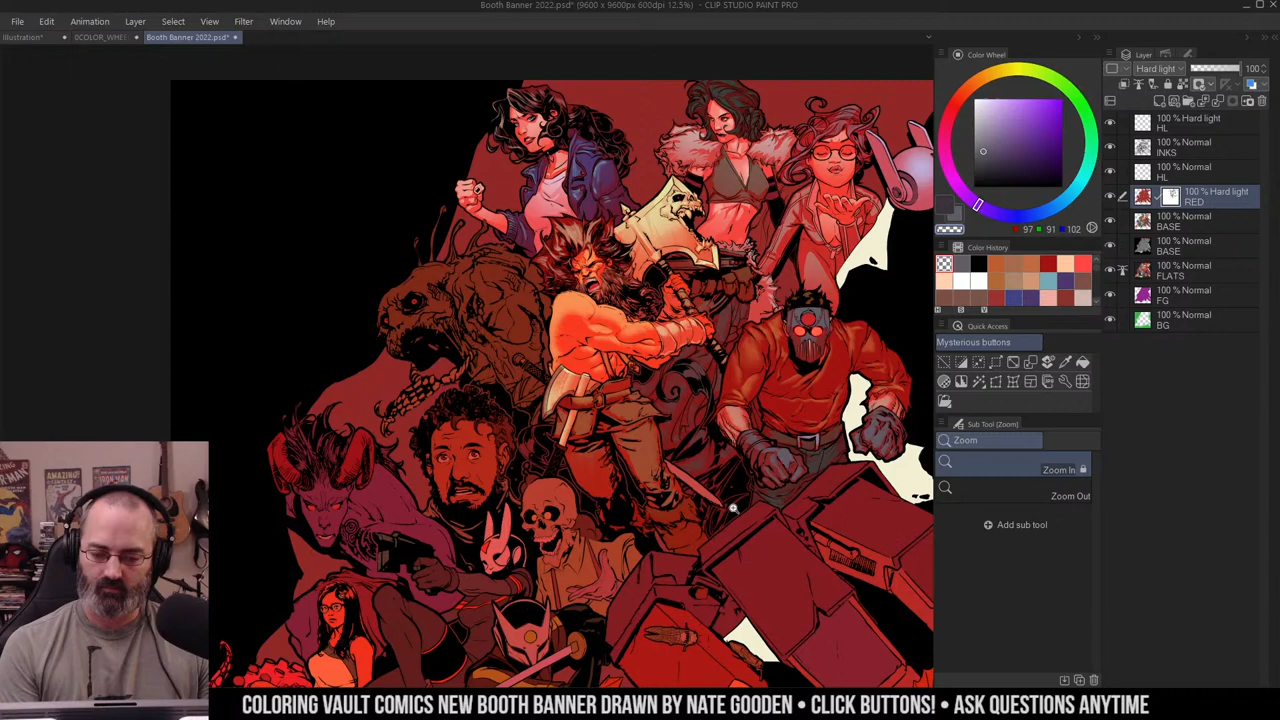 Booth Banner 2022.psd* (9600 x 9600px 600dpi 12.5%) - CLIP STUDIO PAINT PRO
File Edit Animation Layer Select View Filter Window Help
Illustration* 0COLOR_WHE Booth Banner 2022.psd*
Color Wheel
97 91 102
Color History
H S V
Quick Access
Mysterious buttons
Sub Tool [Zoom]
Zoom
Zoom In
Zoom Out
Add sub tool
Layer
Hard light 100
100 % Hard light
HL
100 % Normal
INKS
100 % Normal
HL
100 % Hard light
RED
100 % Normal
BASE
100 % Normal
BASE
100 % Normal
FLATS
100 % Normal
FG
100 % Normal
BG
COLORING VAULT COMICS NEW BOOTH BANNER DRAWN BY NATE GOODEN • CLICK BUTTONS! • ASK QUESTIONS ANYTIME